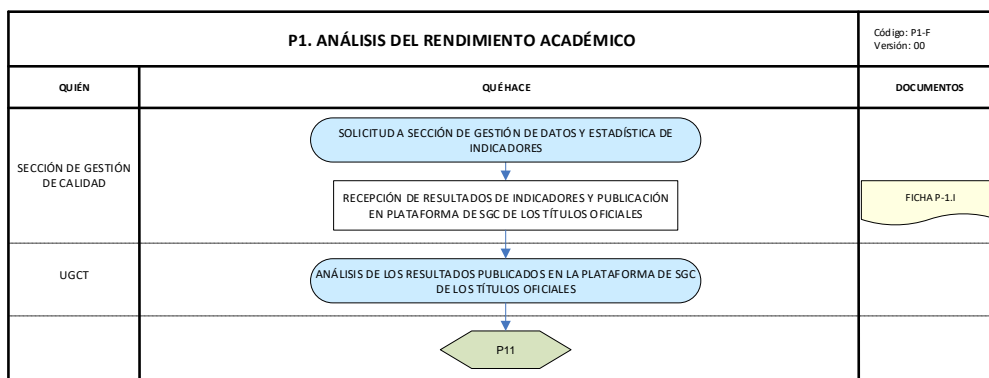 P1. ANÁLISIS DEL RENDIMIENTO ACADÉMICO
Código: P1-F
Versión: 00
QUIÉN
QUÉ HACE
DOCUMENTOS
SECCIÓN DE GESTIÓN
DE CALIDAD
SOLICITUD A SECCIÓN DE GESTIÓN DE DATOS Y ESTADÍSTICA DE
INDICADORES
RECEPCIÓN DE RESULTADOS DE INDICADORES Y PUBLICACIÓN
EN PLATAFORMA DE SGC DE LOS TÍTULOS OFICIALES
FICHA P-1.I
UGCT
ANÁLISIS DE LOS RESULTADOS PUBLICADOS EN LA PLATAFORMA DE SGC
DE LOS TÍTULOS OFICIALES
P11